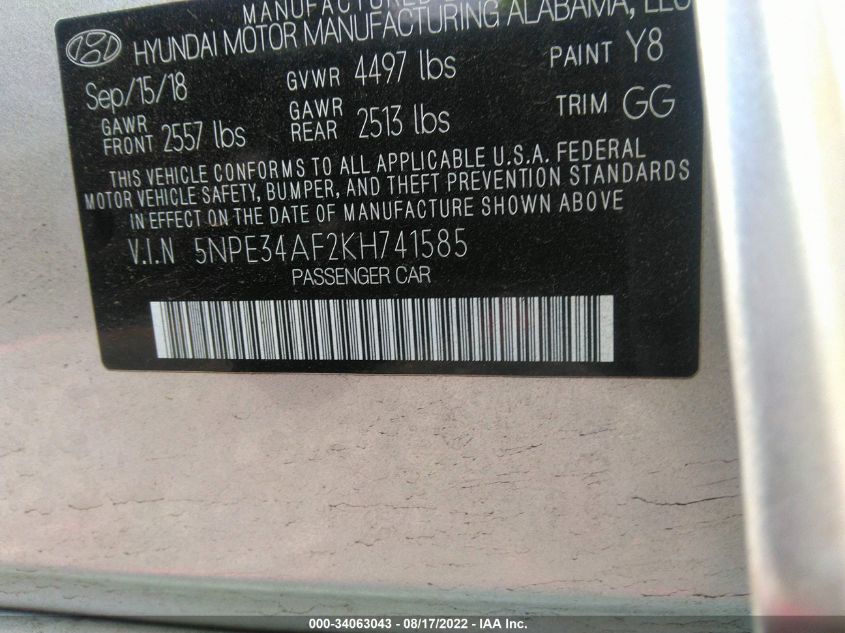 MANUFACTURED
HYUNDAI MOTOR MANUFACTURING ALABAMA, LLC
Sep/15/18 GVWR 4497 lbs PAINT Y8
GAWR FRONT 2557 lbs GAWR REAR 2513 lbs TRIM GG
THIS VEHICLE CONFORMS TO ALL APPLICABLE U.S.A. FEDERAL
MOTOR VEHICLE SAFETY, BUMPER, AND THEFT PREVENTION STANDARDS
IN EFFECT ON THE DATE OF MANUFACTURE SHOWN ABOVE
V.I.N 5NPE34AF2KH741585
PASSENGER CAR
000-34063043 - 08/17/2022 - IAA Inc.